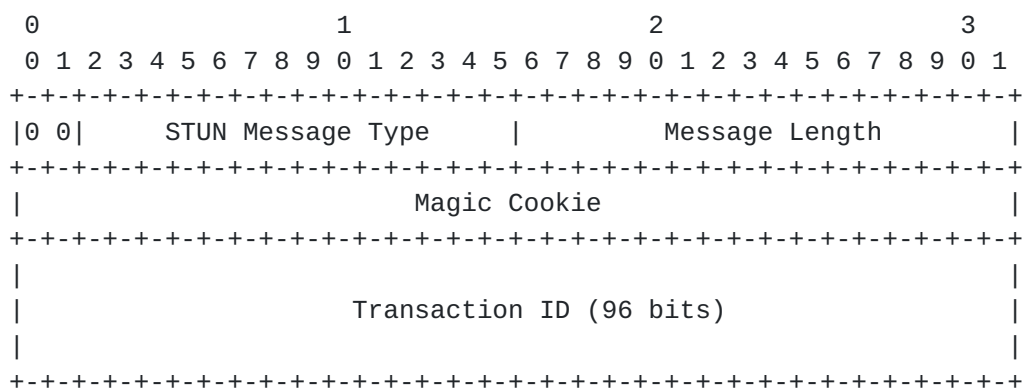 0                   1                   2                   3
 0 1 2 3 4 5 6 7 8 9 0 1 2 3 4 5 6 7 8 9 0 1 2 3 4 5 6 7 8 9 0 1
+-+-+-+-+-+-+-+-+-+-+-+-+-+-+-+-+-+-+-+-+-+-+-+-+-+-+-+-+-+-+-+-+
|0 0|     STUN Message Type     |         Message Length        |
+-+-+-+-+-+-+-+-+-+-+-+-+-+-+-+-+-+-+-+-+-+-+-+-+-+-+-+-+-+-+-+-+
|                         Magic Cookie                          |
+-+-+-+-+-+-+-+-+-+-+-+-+-+-+-+-+-+-+-+-+-+-+-+-+-+-+-+-+-+-+-+-+
|                                                               |
|                     Transaction ID (96 bits)                  |
|                                                               |
+-+-+-+-+-+-+-+-+-+-+-+-+-+-+-+-+-+-+-+-+-+-+-+-+-+-+-+-+-+-+-+-+